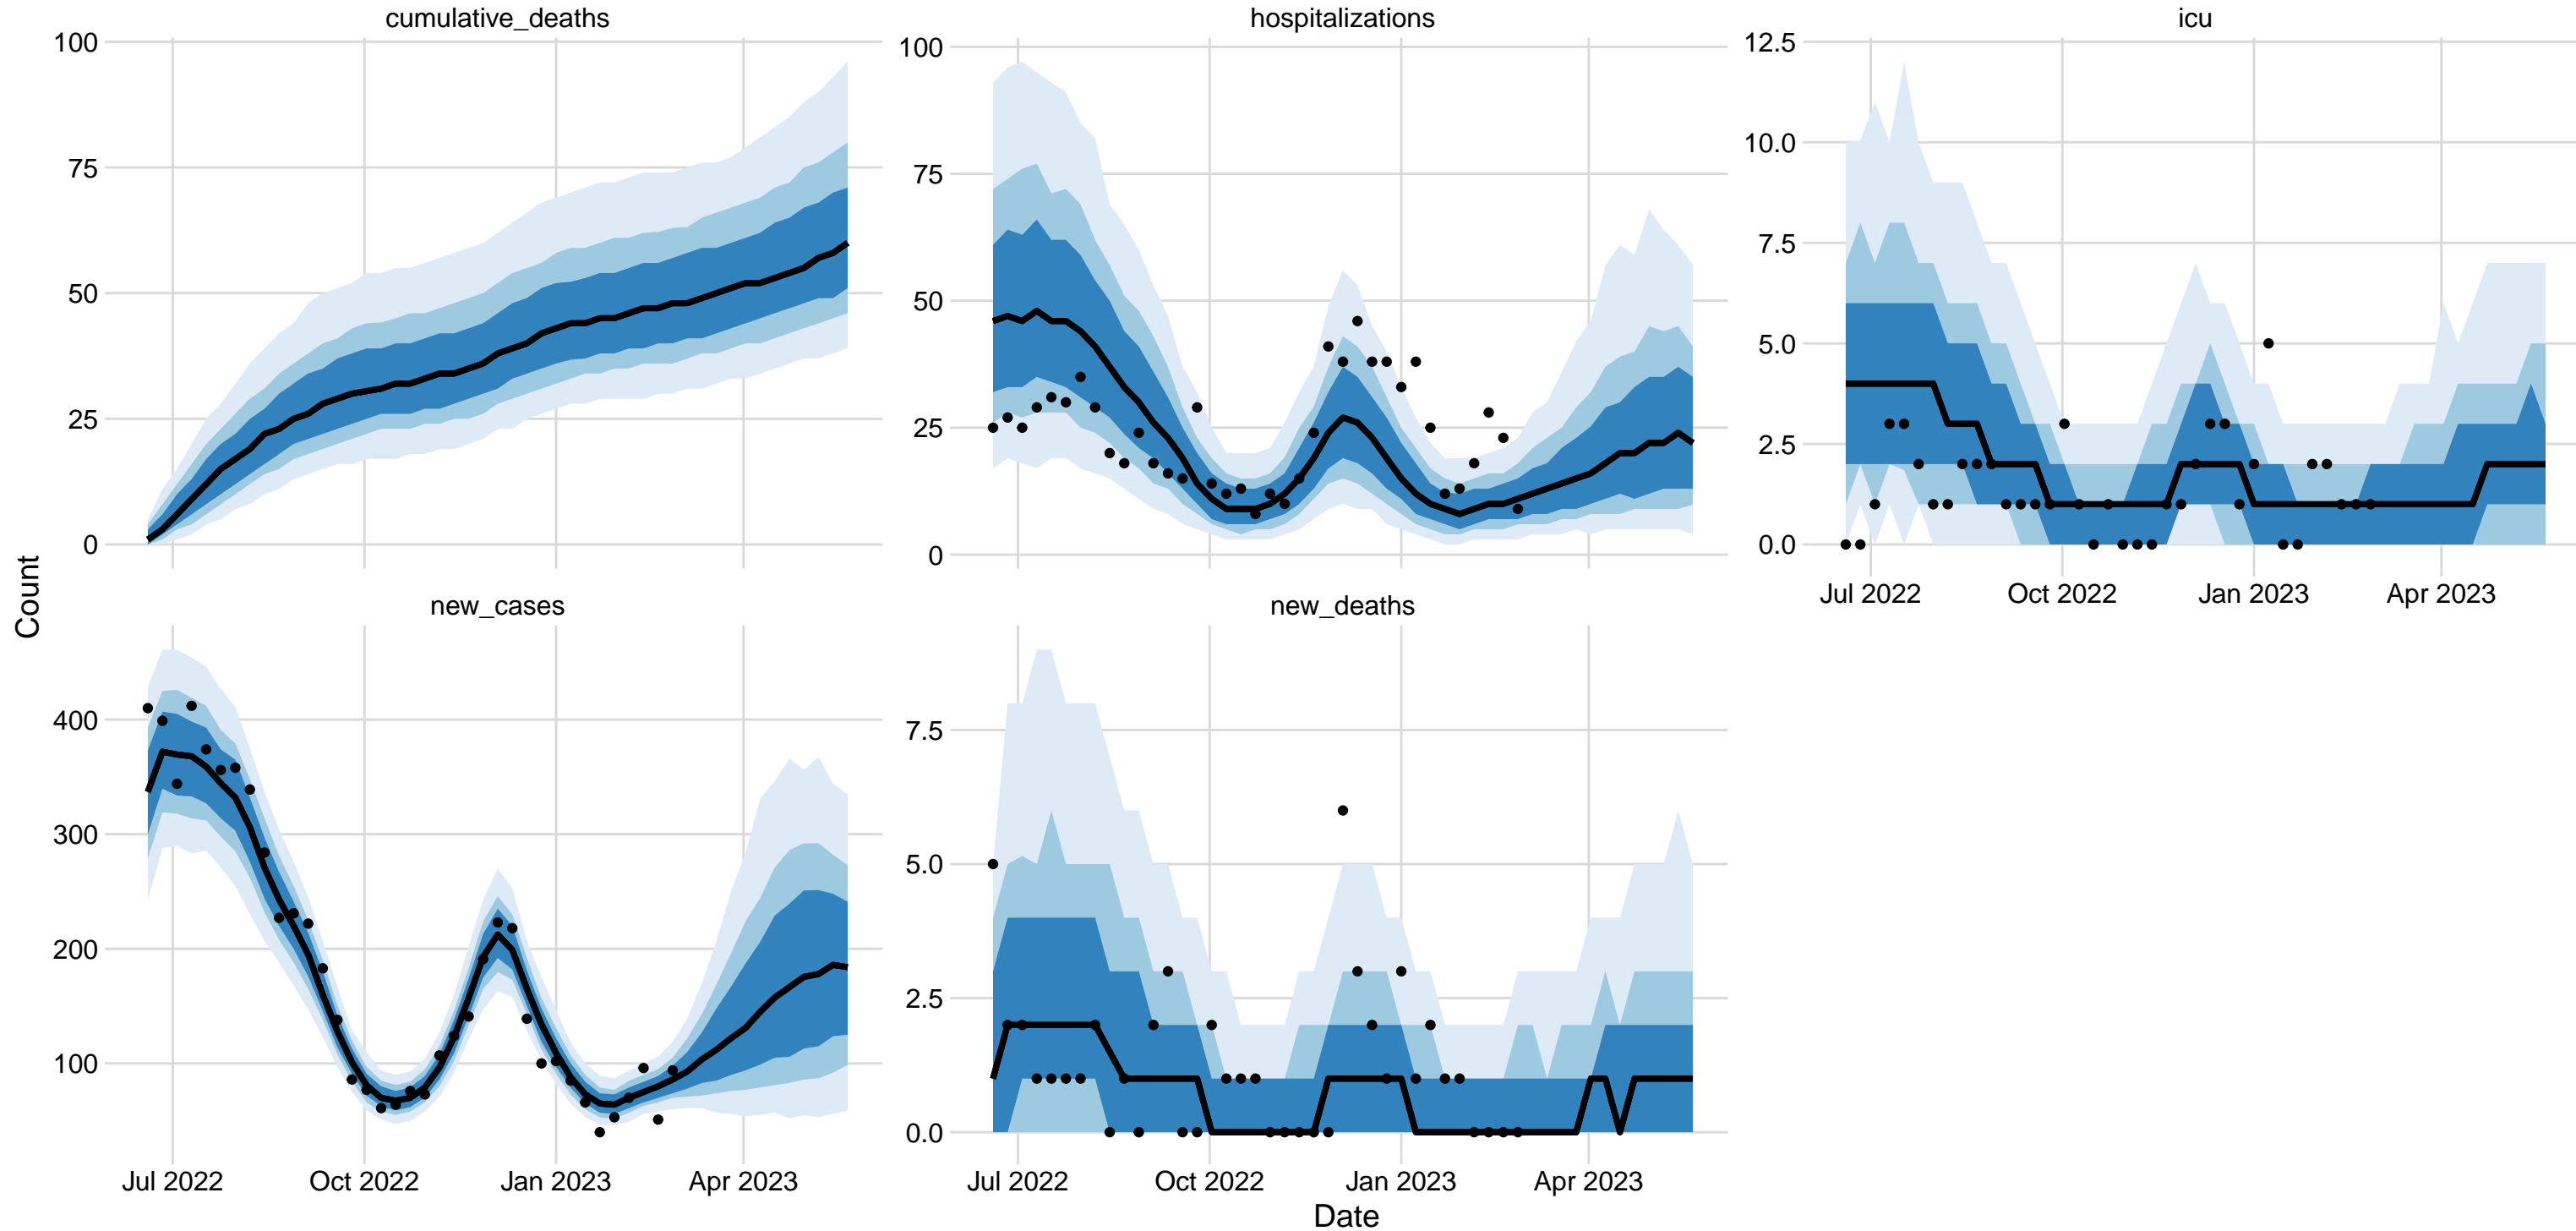 cumulative_deaths
hospitalizations
icu
100
75
50
25
0
100
75
50
25
0
12.5
10.0
7.5
5.0
2.5
0.0
Jul 2022 Oct 2022 Jan 2023 Apr 2023
Count
new_cases
new_deaths
400
300
200
100
7.5
5.0
2.5
0.0
Jul 2022 Oct 2022 Jan 2023 Apr 2023
Jul 2022 Oct 2022 Jan 2023 Apr 2023
Date